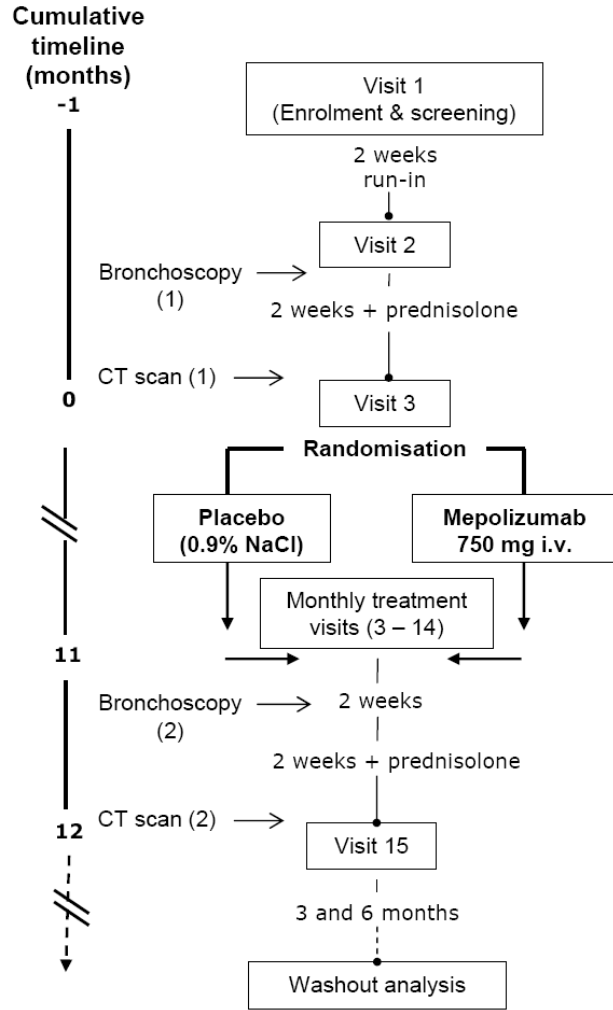 Cumulative
timeline
(months)
-1
Visit 1
(Enrolment & screening)
2 weeks
run-in
Visit 2
Bronchoscopy
(1)
2 weeks + prednisolone
CT scan (1)
0
Visit 3
Randomisation
Placebo
(0.9% NaCl)
Mepolizumab
750 mg i.v.
Monthly treatment
visits (3 – 14)
11
Bronchoscopy
(2)
2 weeks
2 weeks + prednisolone
CT scan (2)
12
Visit 15
3 and 6 months
Washout analysis